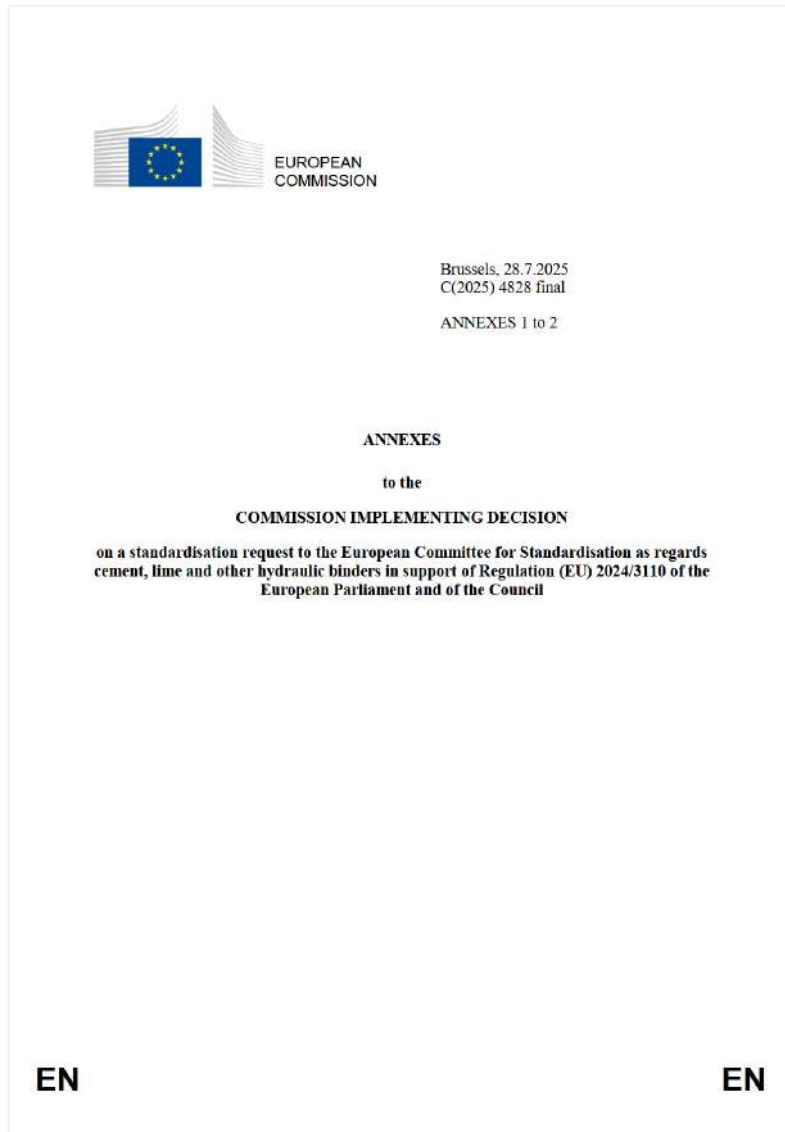 EUROPEAN
COMMISSION
Brussels, 28.7.2025
C(2025) 4828 final
ANNEXES 1 to 2
ANNEXES
to the
COMMISSION IMPLEMENTING DECISION
on a standardisation request to the European Committee for Standardisation as regards
cement, lime and other hydraulic binders in support of Regulation (EU) 2024/3110 of the
European Parliament and of the Council
EN
EN